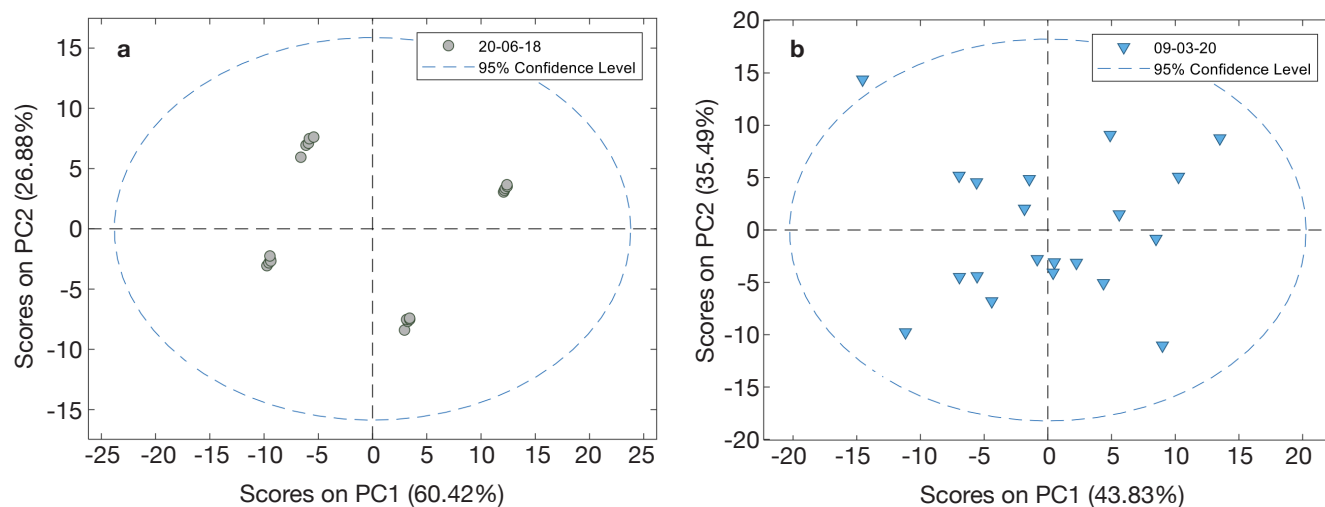 a
20-06-18
95% Confidence Level
15
10
5
0
-5
-10
-15
-25 -20 -15 -10 -5 0 5 10 15 20 25
Scores on PC1 (60.42%)
Scores on PC2 (26.88%)
b
09-03-20
95% Confidence Level
20
15
10
5
0
-5
-10
-15
-20
-20 -15 -10 -5 0 5 10 15 20
Scores on PC1 (43.83%)
Scores on PC2 (35.49%)